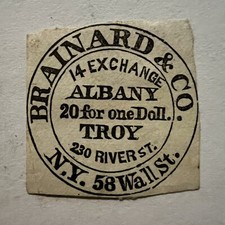 BRAINARD & CO.
14 EXCHANGE
ALBANY
20 for one Doll.
TROY
230 RIVER ST.
N.Y. 58 Wall St.